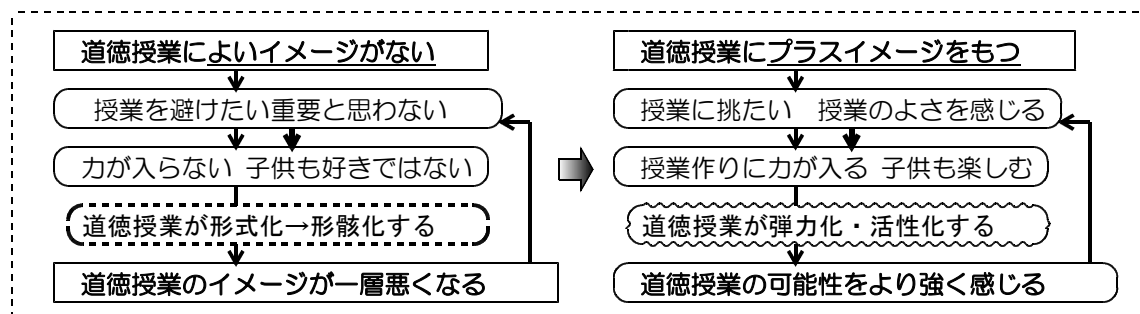 道徳授業によいイメージがない
授業を避けたい重要と思わない
力が入らない 子供も好きではない
道徳授業が形式化→形骸化する
道徳授業のイメージが一層悪くなる
道徳授業にプラスイメージをもつ
授業に挑たい 授業のよさを感じる
授業作りに力が入る 子供も楽しむ
道徳授業が弾力化・活性化する
道徳授業の可能性をより強く感じる